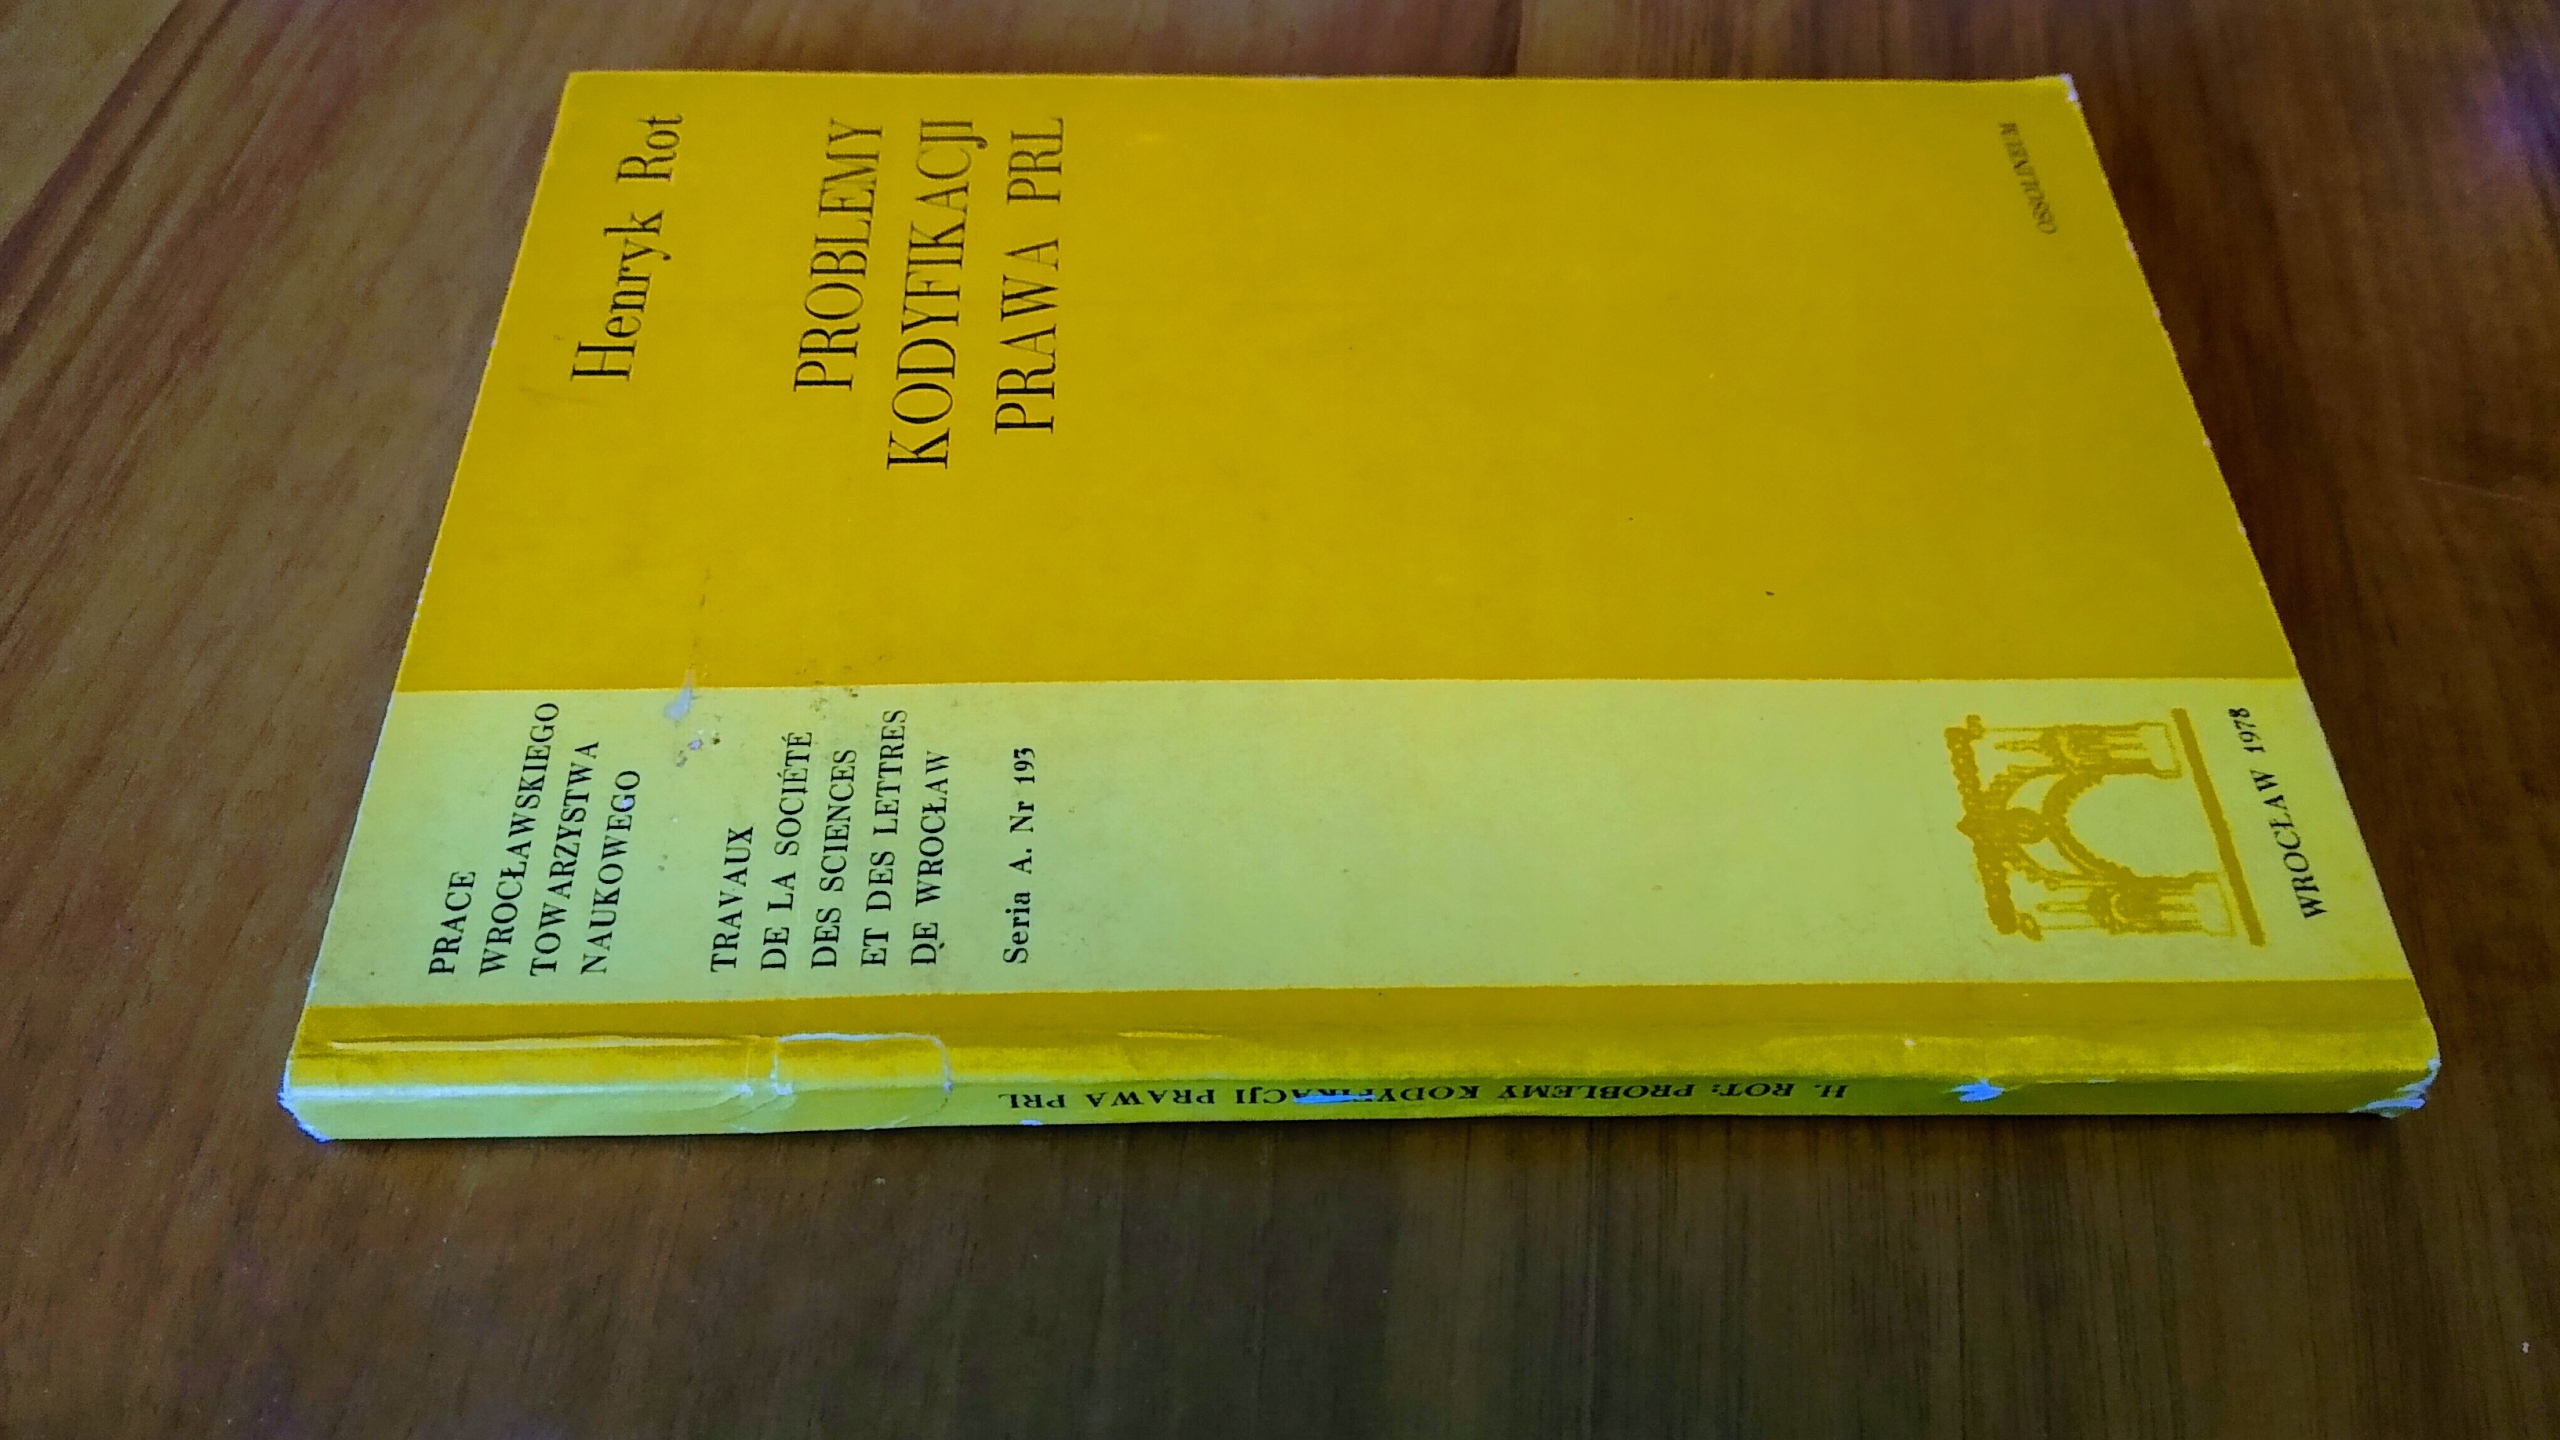 PRACE
WROCŁAWSKIEGO
TOWARZYSTWA
NAUKOWEGO
TRAVAUX
DE LA SOCIÉTÉ
DES SCIENCES
ET DES LETTRES
DE WROCŁAW
Seria A. Nr 193
WROCŁAW 1978
Henryk Rot
PROBLEMY
KODYFIKACJI
PRAWA PRL
OSSOLINEUM
H. ROT: PROBLEMY KODYFIKACJI PRAWA PRL